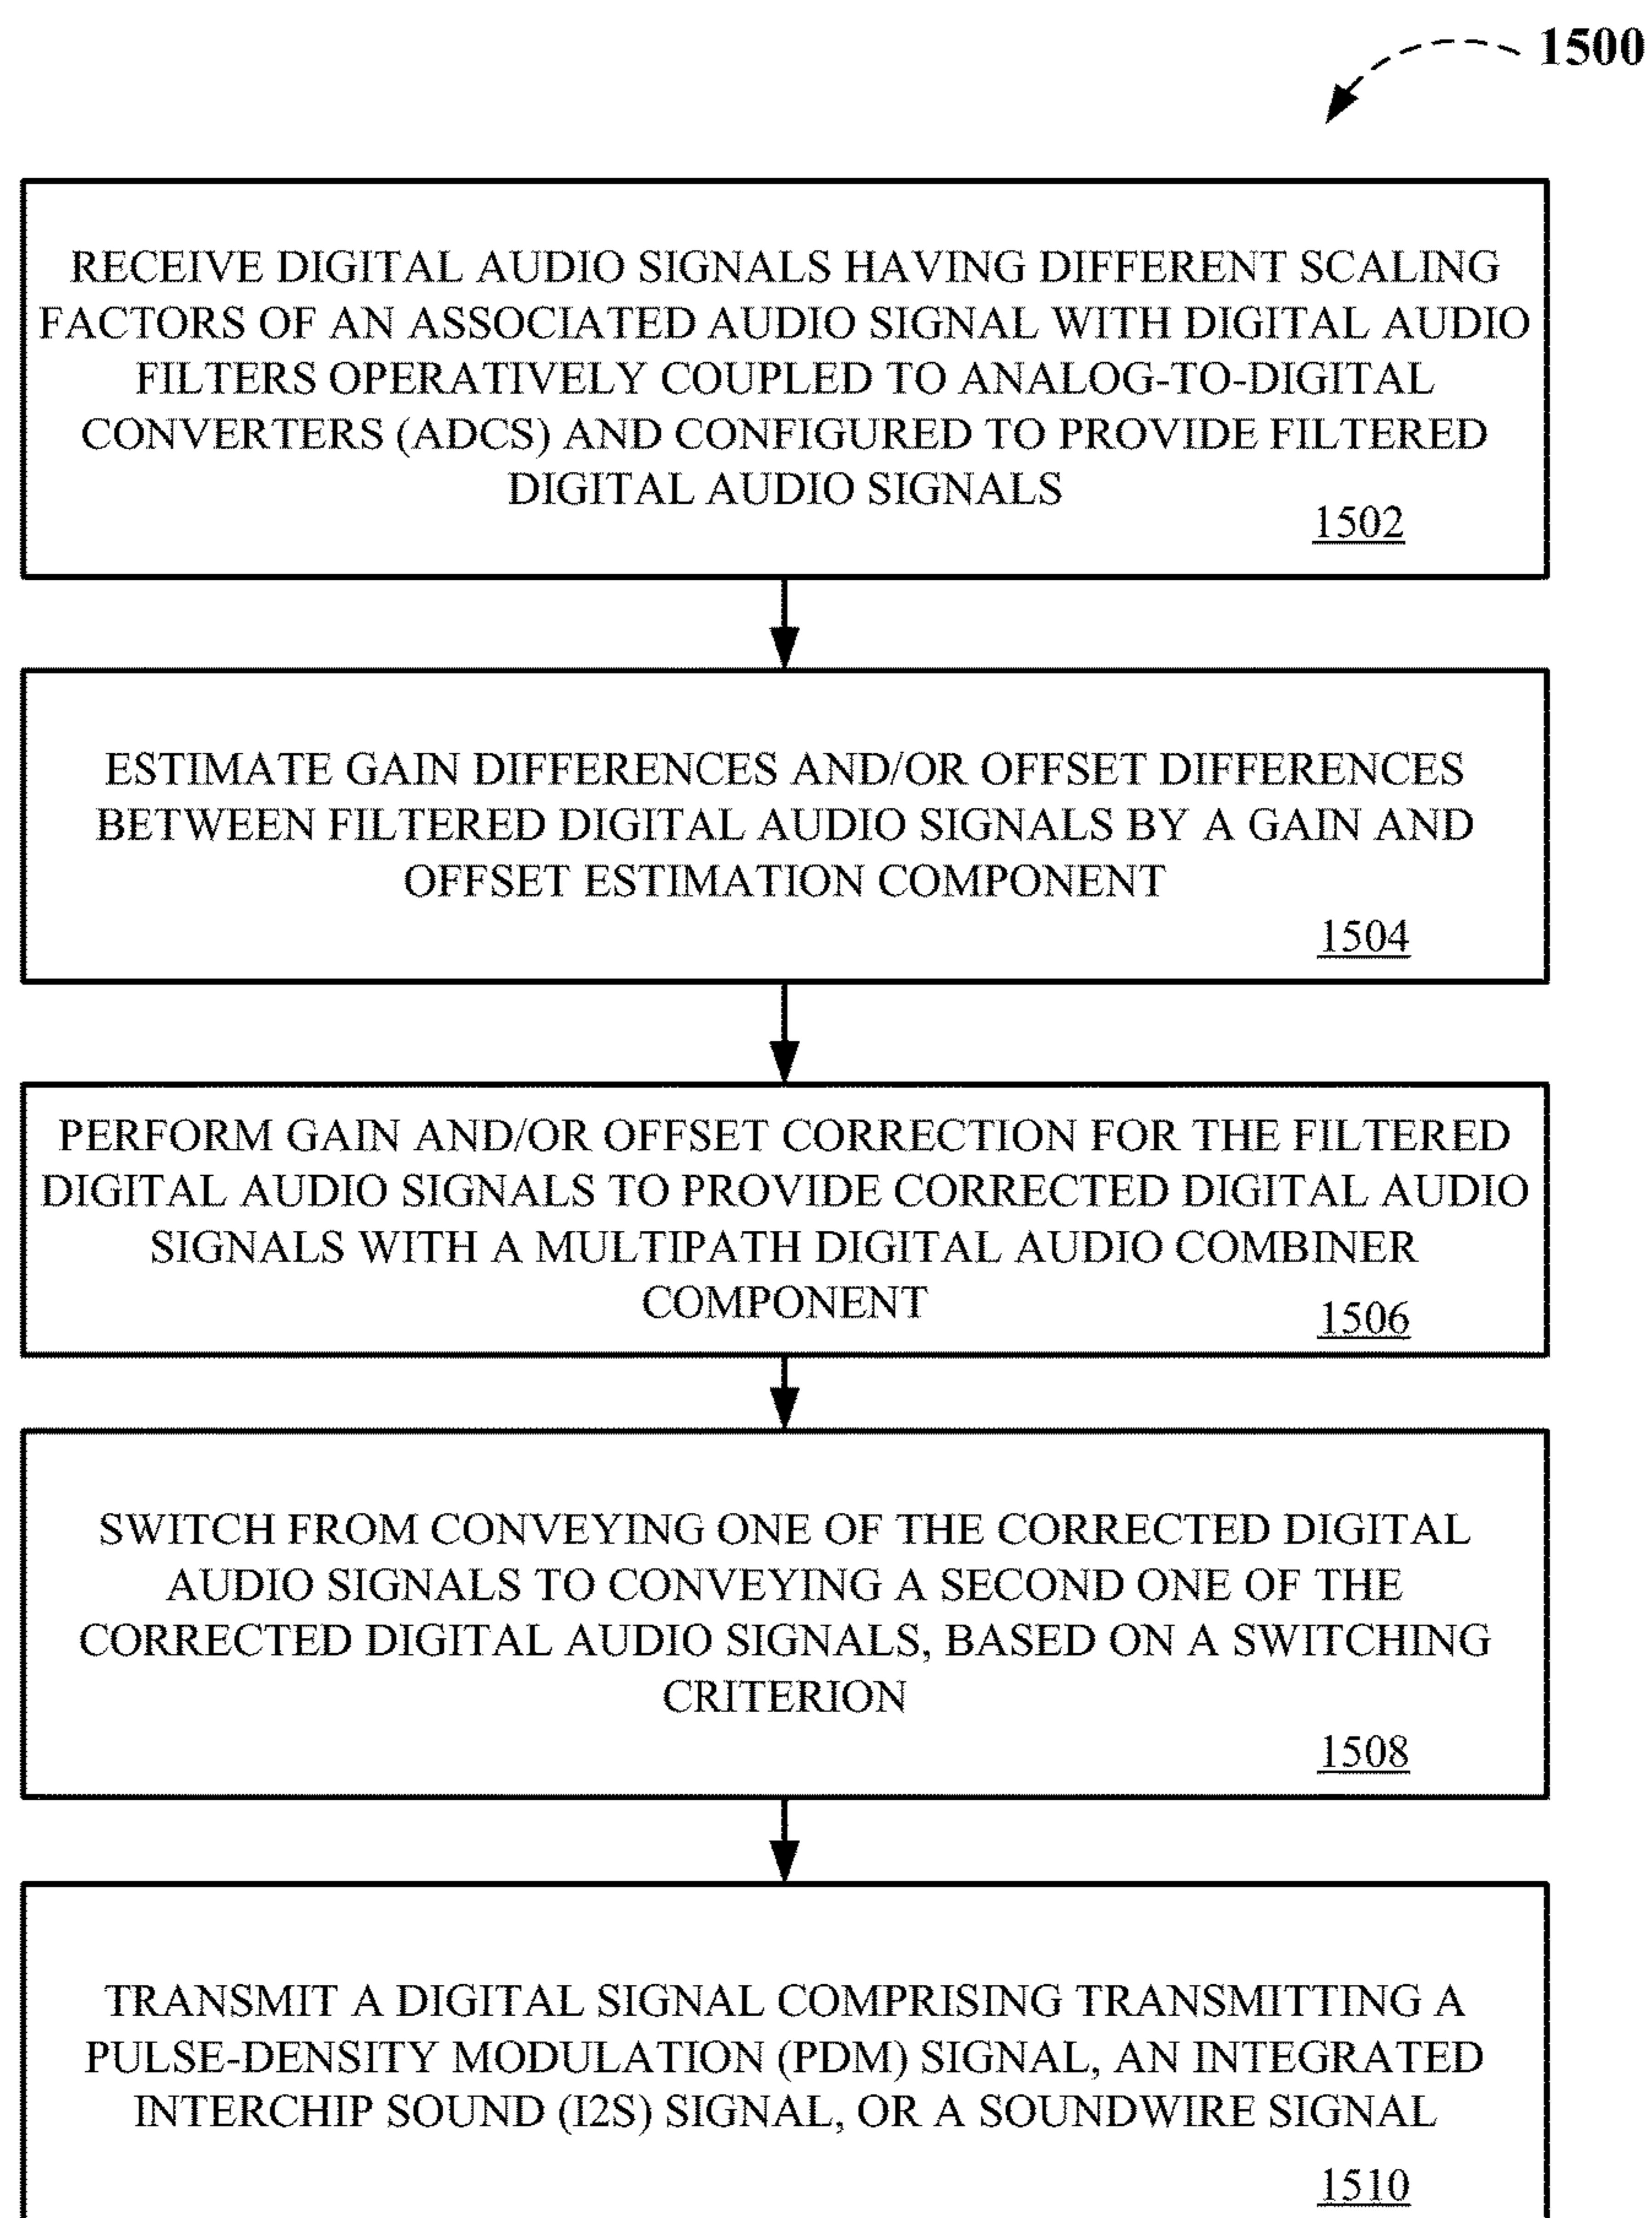 1500
RECEIVE DIGITAL AUDIO SIGNALS HAVING DIFFERENT SCALING
FACTORS OF AN ASSOCIATED AUDIO SIGNAL WITH DIGITAL AUDIO
FILTERS OPERATIVELY COUPLED TO ANALOG-TO-DIGITAL
CONVERTERS (ADCS) AND CONFIGURED TO PROVIDE FILTERED
DIGITAL AUDIO SIGNALS
1502
ESTIMATE GAIN DIFFERENCES AND/OR OFFSET DIFFERENCES
BETWEEN FILTERED DIGITAL AUDIO SIGNALS BY A GAIN AND
OFFSET ESTIMATION COMPONENT
1504
PERFORM GAIN AND/OR OFFSET CORRECTION FOR THE FILTERED
DIGITAL AUDIO SIGNALS TO PROVIDE CORRECTED DIGITAL AUDIO
SIGNALS WITH A MULTIPATH DIGITAL AUDIO COMBINER
COMPONENT
1506
SWITCH FROM CONVEYING ONE OF THE CORRECTED DIGITAL
AUDIO SIGNALS TO CONVEYING A SECOND ONE OF THE
CORRECTED DIGITAL AUDIO SIGNALS, BASED ON A SWITCHING
CRITERION
1508
TRANSMIT A DIGITAL SIGNAL COMPRISING TRANSMITTING A
PULSE-DENSITY MODULATION (PDM) SIGNAL, AN INTEGRATED
INTERCHIP SOUND (I2S) SIGNAL, OR A SOUNDWIRE SIGNAL
1510